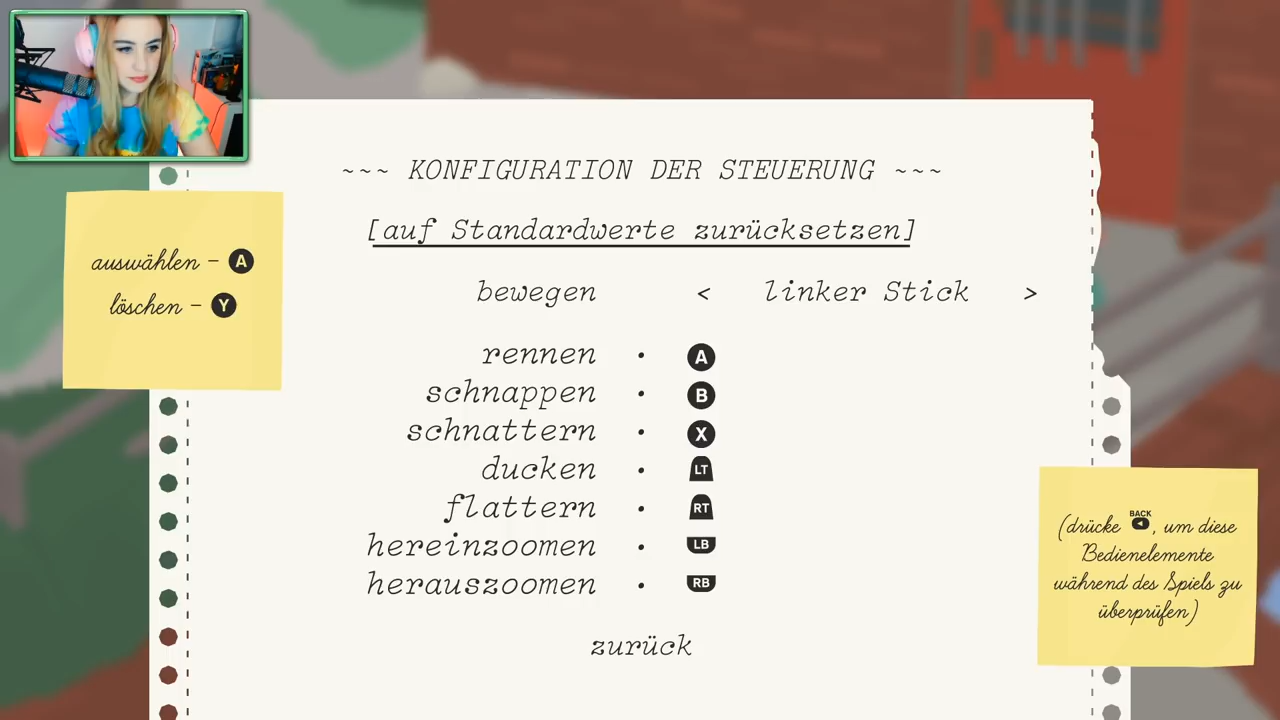 ~~~ KONFIGURATION DER STEUERUNG ~~~
[auf Standardwerte zurücksetzen]
auswählen - A
löschen - Y
bewegen < linker Stick >
rennen · A
schnappen · B
schnattern · X
ducken · LT
flattern · RT
hereinzoomen · LB
herauszoomen · RB
zurück
(drücke BACK, um diese
Bedienelemente
während des Spiels zu
überprüfen)